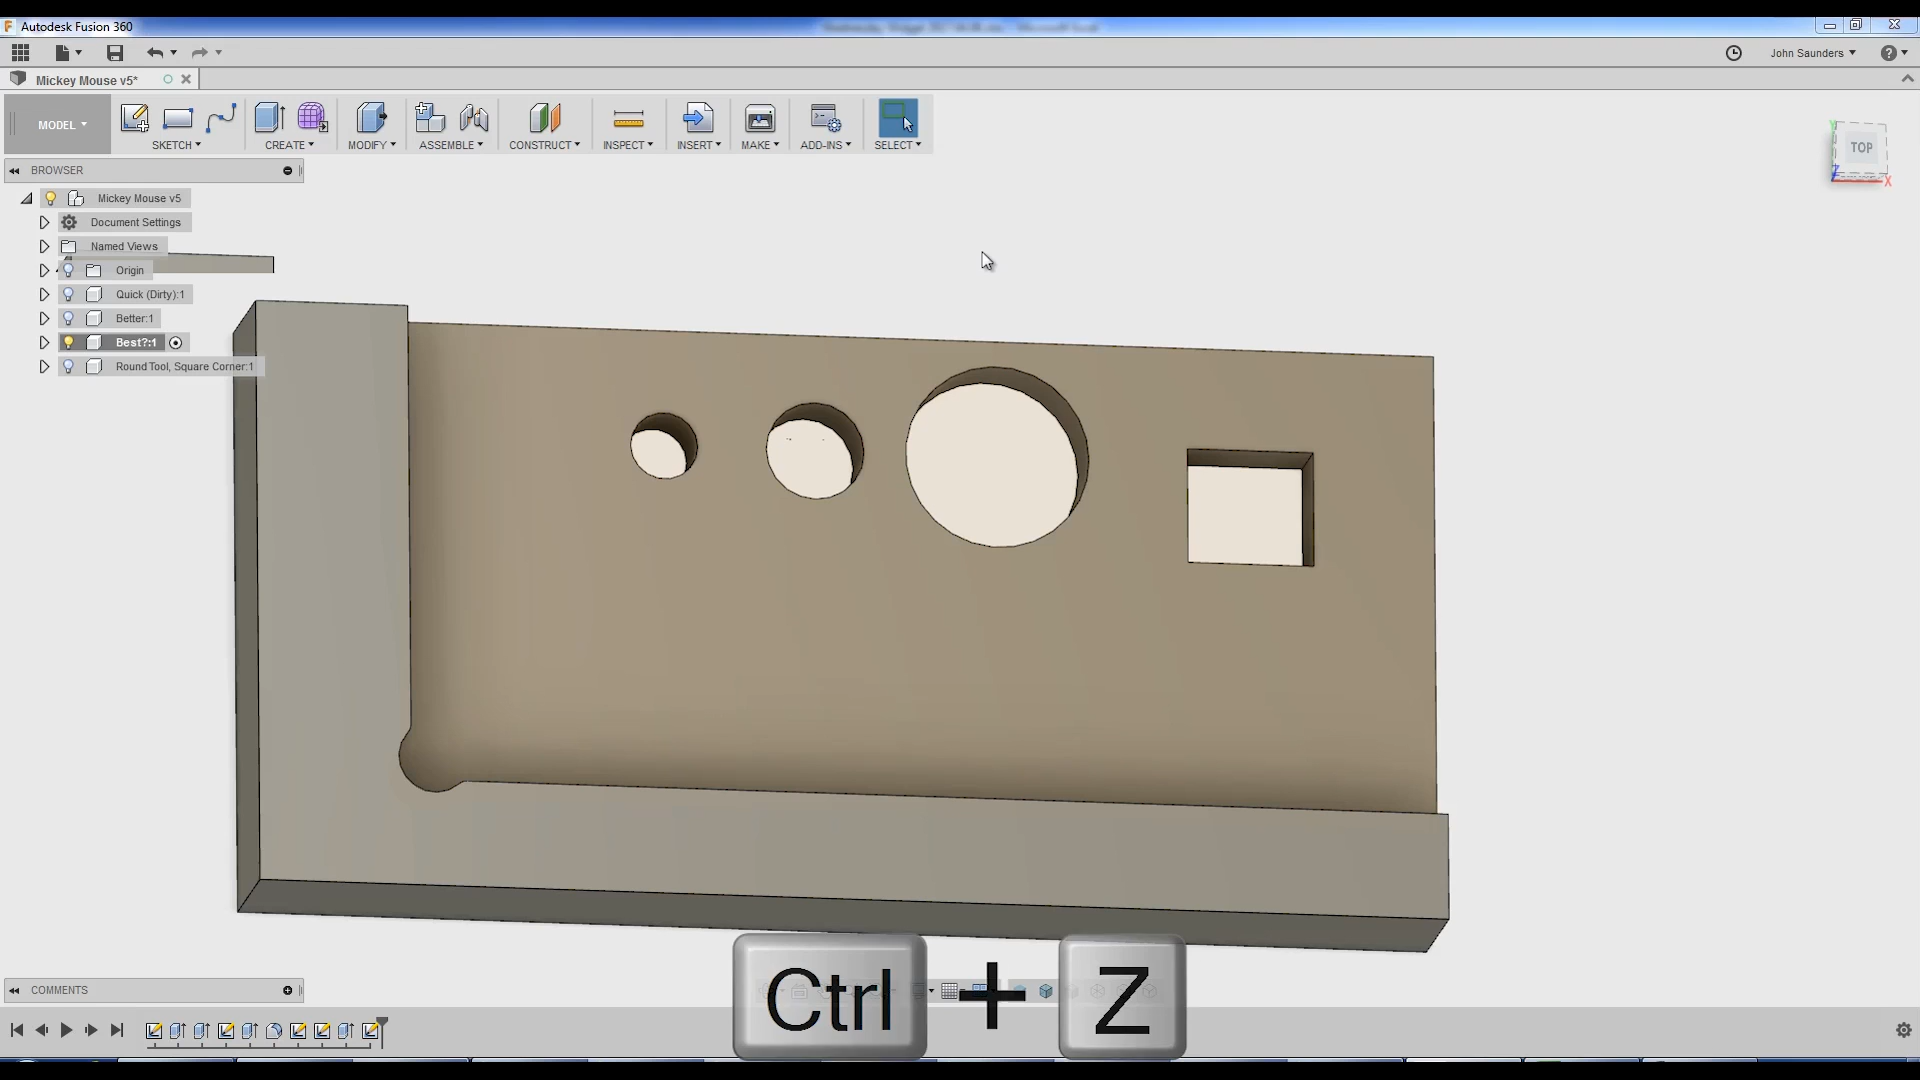 Autodesk Fusion 360
John Saunders
Mickey Mouse v5*
MODEL
SKETCH
CREATE
MODIFY
ASSEMBLE
CONSTRUCT
INSPECT
INSERT
MAKE
ADD-INS
SELECT
TOP
X
BROWSER
Mickey Mouse v5
Document Settings
Named Views
Origin
Quick (Dirty):1
Better:1
Best?:1
Round Tool, Square Corner:1
COMMENTS
Ctrl + Z